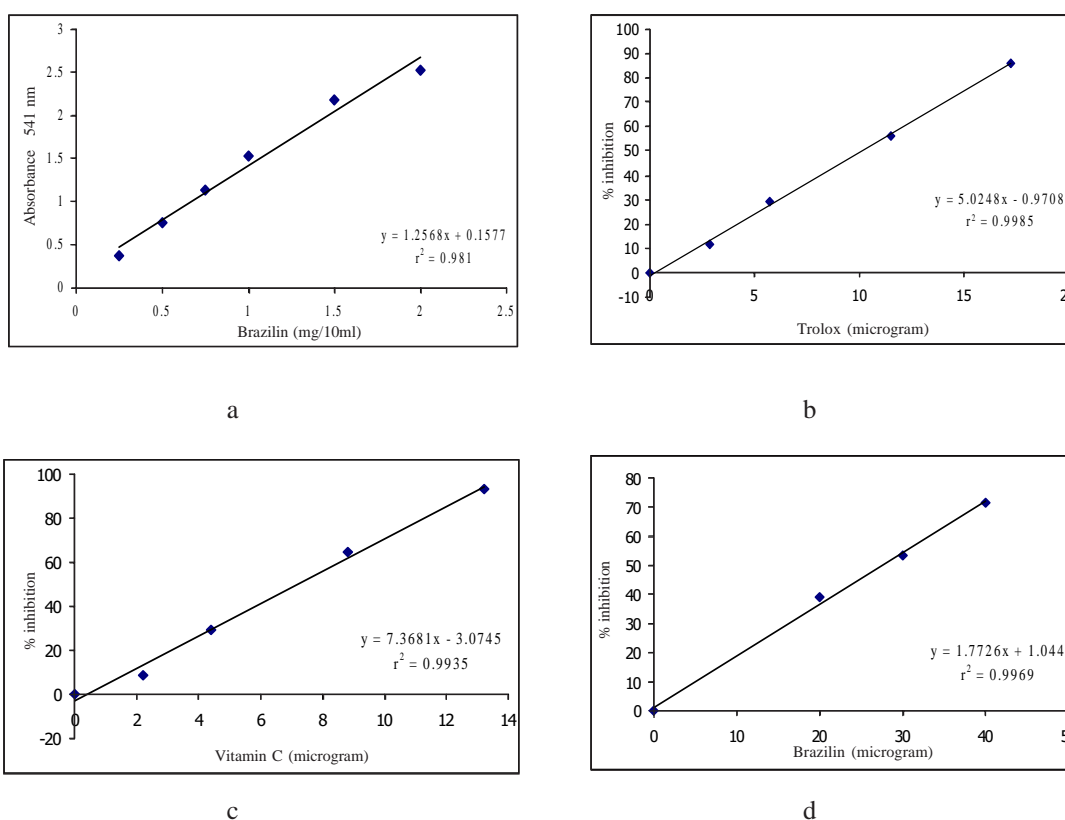 3
2.5
2
1.5
1
0.5
0
Absorbance 541 nm
y = 1.2568x + 0.1577
r² = 0.981
0 0.5 1 1.5 2 2.5
Brazilin (mg/10ml)
a
100
90
80
70
60
50
40
30
20
10
0
-10
% inhibition
y = 5.0248x - 0.9708
r² = 0.9985
0 5 10 15
Trolox (microgram)
b
100
80
60
40
20
0
-20
% inhibition
y = 7.3681x - 3.0745
r² = 0.9935
0 2 4 6 8 10 12 14
Vitamin C (microgram)
c
80
70
60
50
40
30
20
10
0
% inhibition
y = 1.7726x + 1.044
r² = 0.9969
0 10 20 30 40
Brazilin (microgram)
d